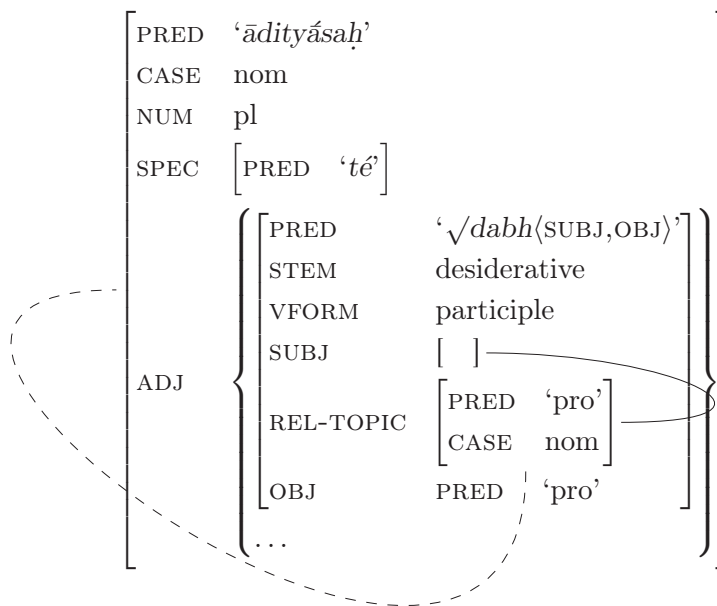 PRED ‘ādityā́saḥ’
CASE nom
NUM pl
SPEC [PRED ‘té’]
PRED ‘√dabh⟨SUBJ,OBJ⟩’
STEM desiderative
VFORM participle
SUBJ [ ]
ADJ
PRED ‘pro’
REL-TOPIC
CASE nom
OBJ PRED ‘pro’
...